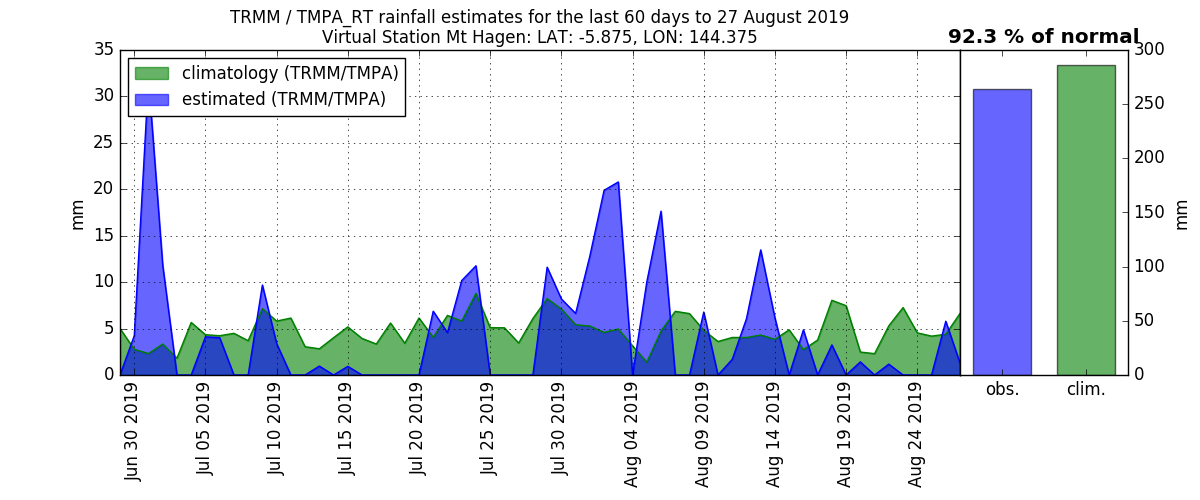 TRMM / TMPA_RT rainfall estimates for the last 60 days to 27 August 2019
Virtual Station Mt Hagen: LAT: -5.875, LON: 144.375
92.3 % of normal
climatology (TRMM/TMPA)
estimated (TRMM/TMPA)
35
30
25
20
15
10
5
0
mm
Jun 30 2019
Jul 05 2019
Jul 10 2019
Jul 15 2019
Jul 20 2019
Jul 25 2019
Jul 30 2019
Aug 04 2019
Aug 09 2019
Aug 14 2019
Aug 19 2019
Aug 24 2019
obs.
clim.
300
250
200
150
100
50
0
mm